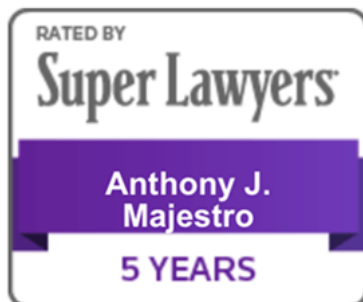 RATED BY
Super Lawyers
Anthony J.
Majestro
5 YEARS